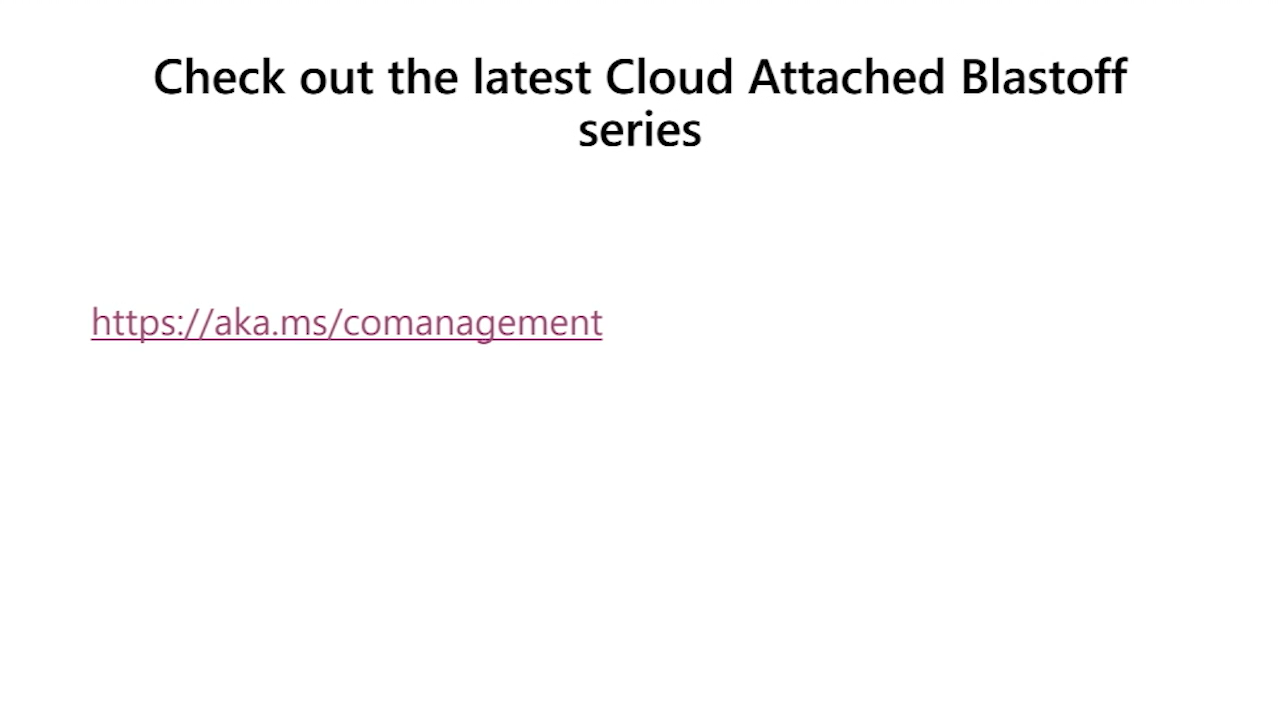 Check out the latest Cloud Attached Blastoff
series
https://aka.ms/comanagement